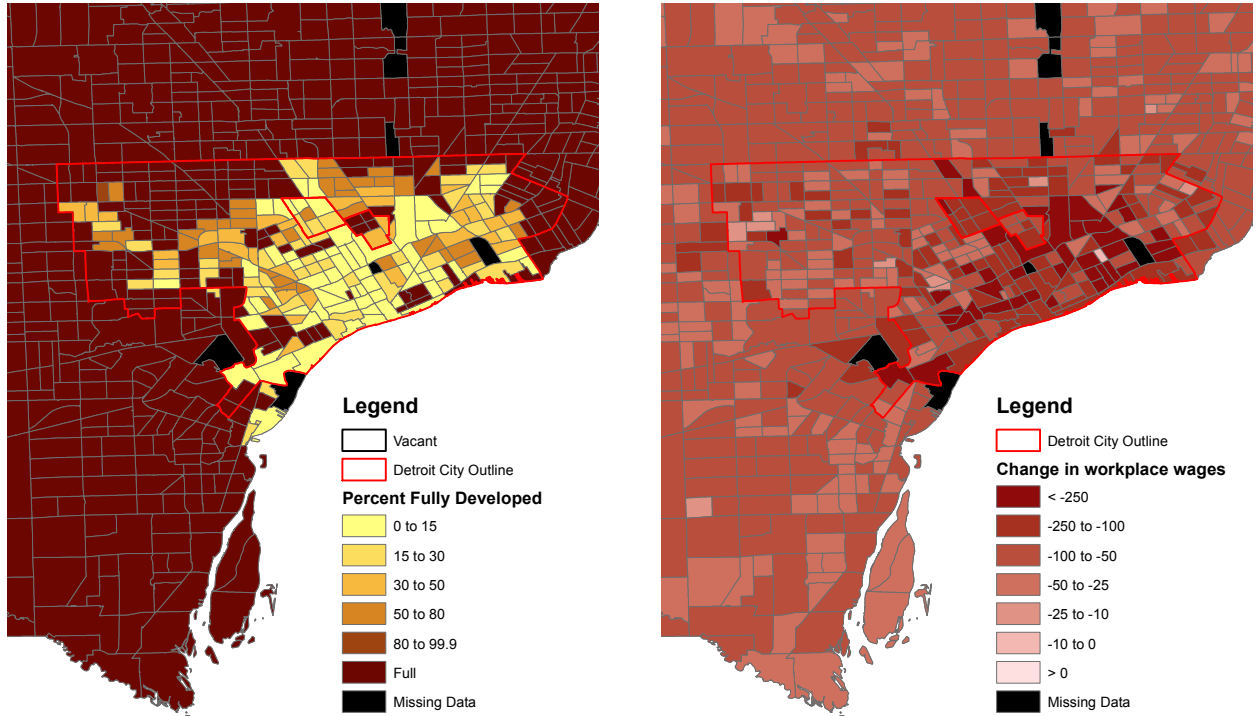 Legend
Vacant
Detroit City Outline
Percent Fully Developed
0 to 15
15 to 30
30 to 50
50 to 80
80 to 99.9
Full
Missing Data
Legend
Detroit City Outline
Change in workplace wages
< -250
-250 to -100
-100 to -50
-50 to -25
-25 to -10
-10 to 0
> 0
Missing Data